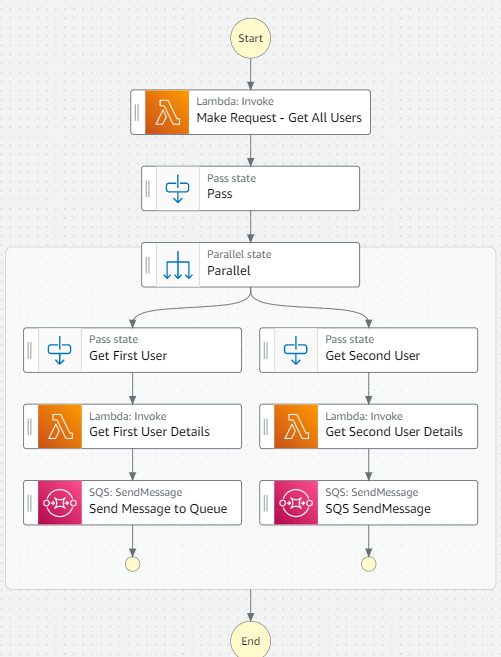 Start
Lambda: Invoke
Make Request - Get All Users
Pass state
Pass
Parallel state
Parallel
Pass state
Get First User
Pass state
Get Second User
Lambda: Invoke
Get First User Details
Lambda: Invoke
Get Second User Details
SQS: SendMessage
Send Message to Queue
SQS: SendMessage
SQS SendMessage
End